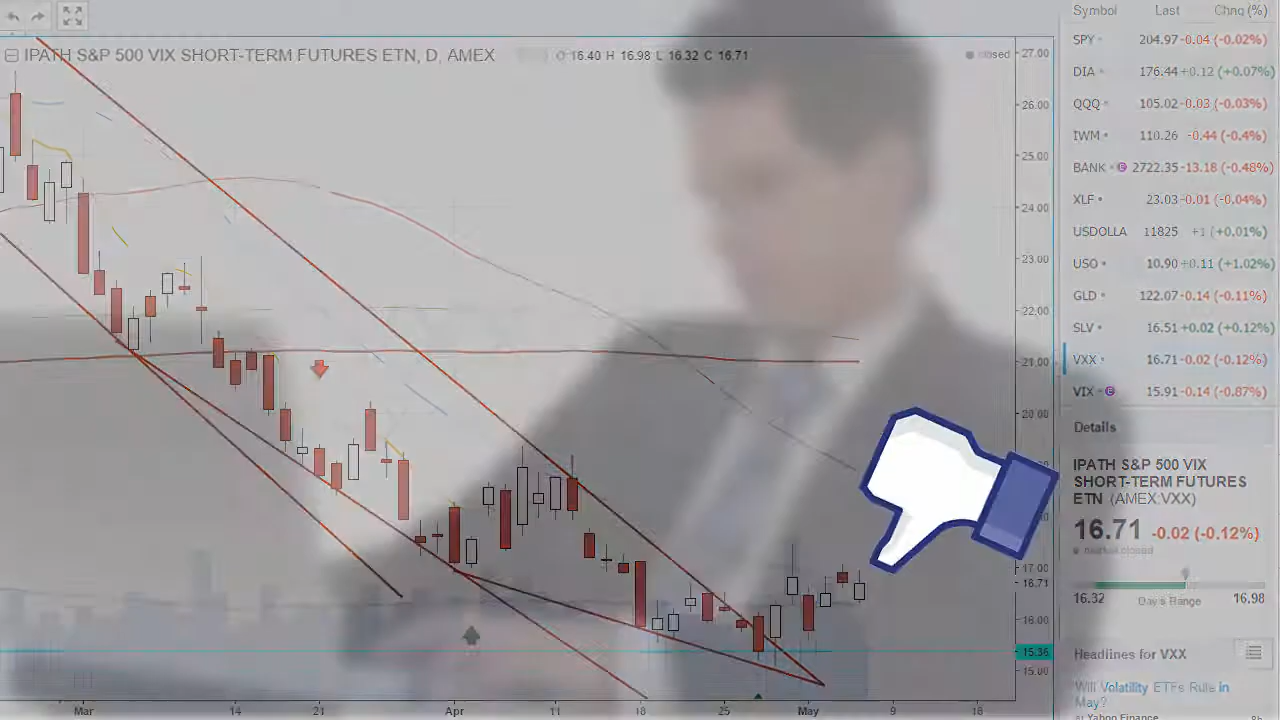 IPATH S&P 500 VIX SHORT-TERM FUTURES ETN, D, AMEX
O 16.40 H 16.98 L 16.32 C 16.71
closed
27.00
26.00
25.00
24.00
23.00
22.00
21.00
20.00
17.00
16.71
16.00
15.36
15.00
Mar 14 21 Apr 11 18 25 May 9 16
Symbol Last Chng (%)
SPY 204.97 -0.04 (-0.02%)
DIA 176.44 +0.12 (+0.07%)
QQQ 105.02 -0.03 (-0.03%)
IWM 110.26 -0.44 (-0.4%)
BANK 2722.35 -13.18 (-0.48%)
XLF 23.03 -0.01 (-0.04%)
USDOLLA 11825 +1 (+0.01%)
USO 10.90 +0.11 (+1.02%)
GLD 122.07 -0.14 (-0.11%)
SLV 16.51 +0.02 (+0.12%)
VXX 16.71 -0.02 (-0.12%)
VIX 15.91 -0.14 (-0.87%)
Details
IPATH S&P 500 VIX
SHORT-TERM FUTURES
ETN (AMEX:VXX)
16.71 -0.02 (-0.12%)
market closed
16.32 Day's Range 16.98
Headlines for VXX
Will Volatility ETFs Rule in
May?
Yahoo Finance 8h